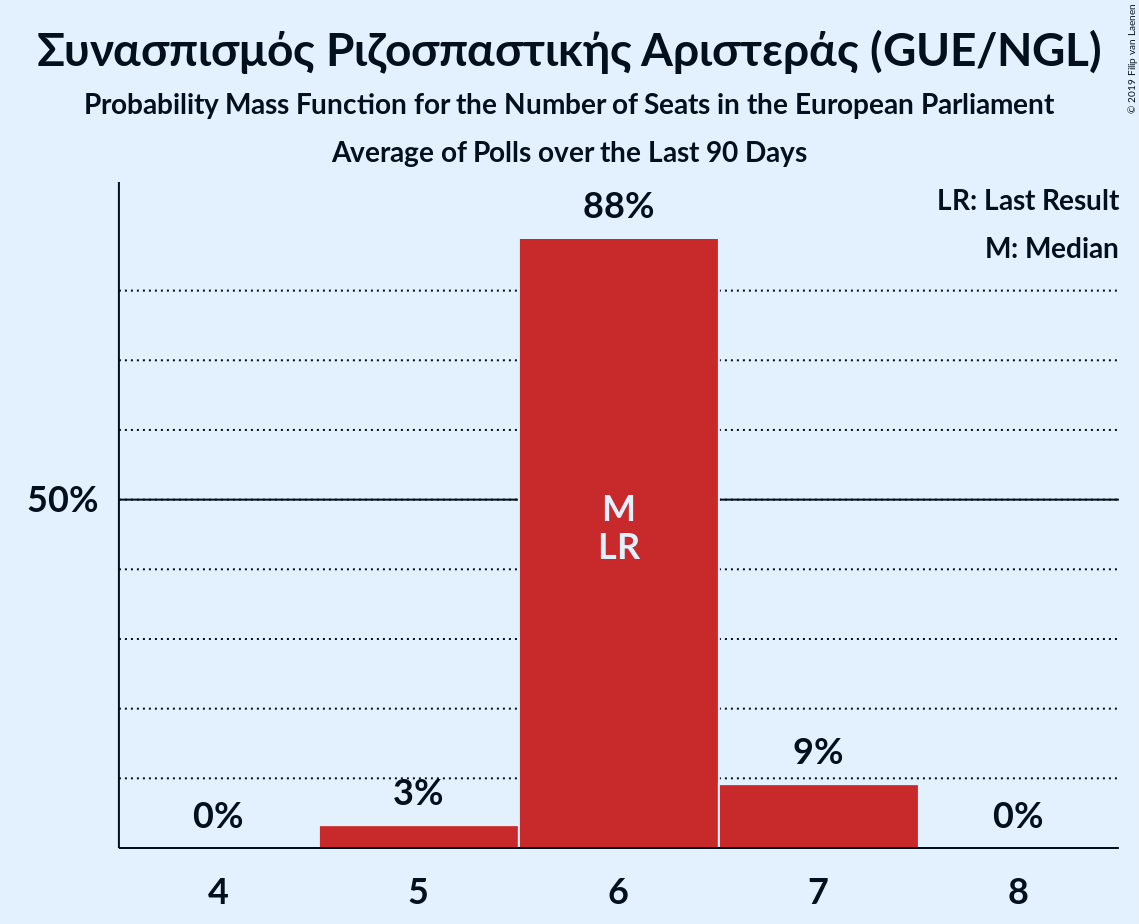 Συνασπισμός Ριζοσπαστικής Αριστεράς (GUE/NGL)
Probability Mass Function for the Number of Seats in the European Parliament
Average of Polls over the Last 90 Days
© 2019 Filip van Laenen
LR: Last Result
M: Median
88%
50%
M
LR
9%
3%
0%
0%
4 5 6 7 8